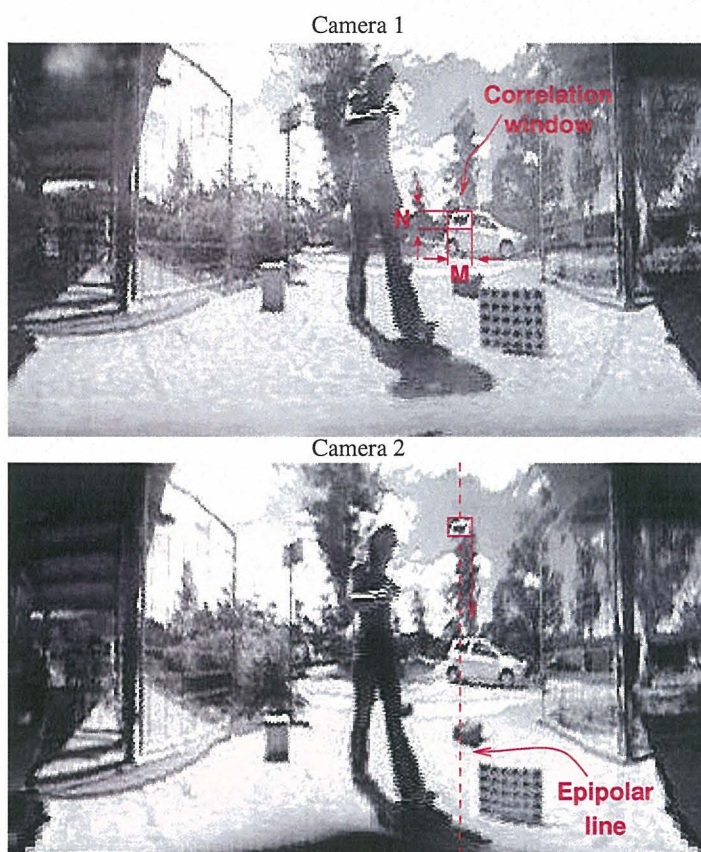 Camera 1
Correlation
window
N
M
Camera 2
Epipolar
line